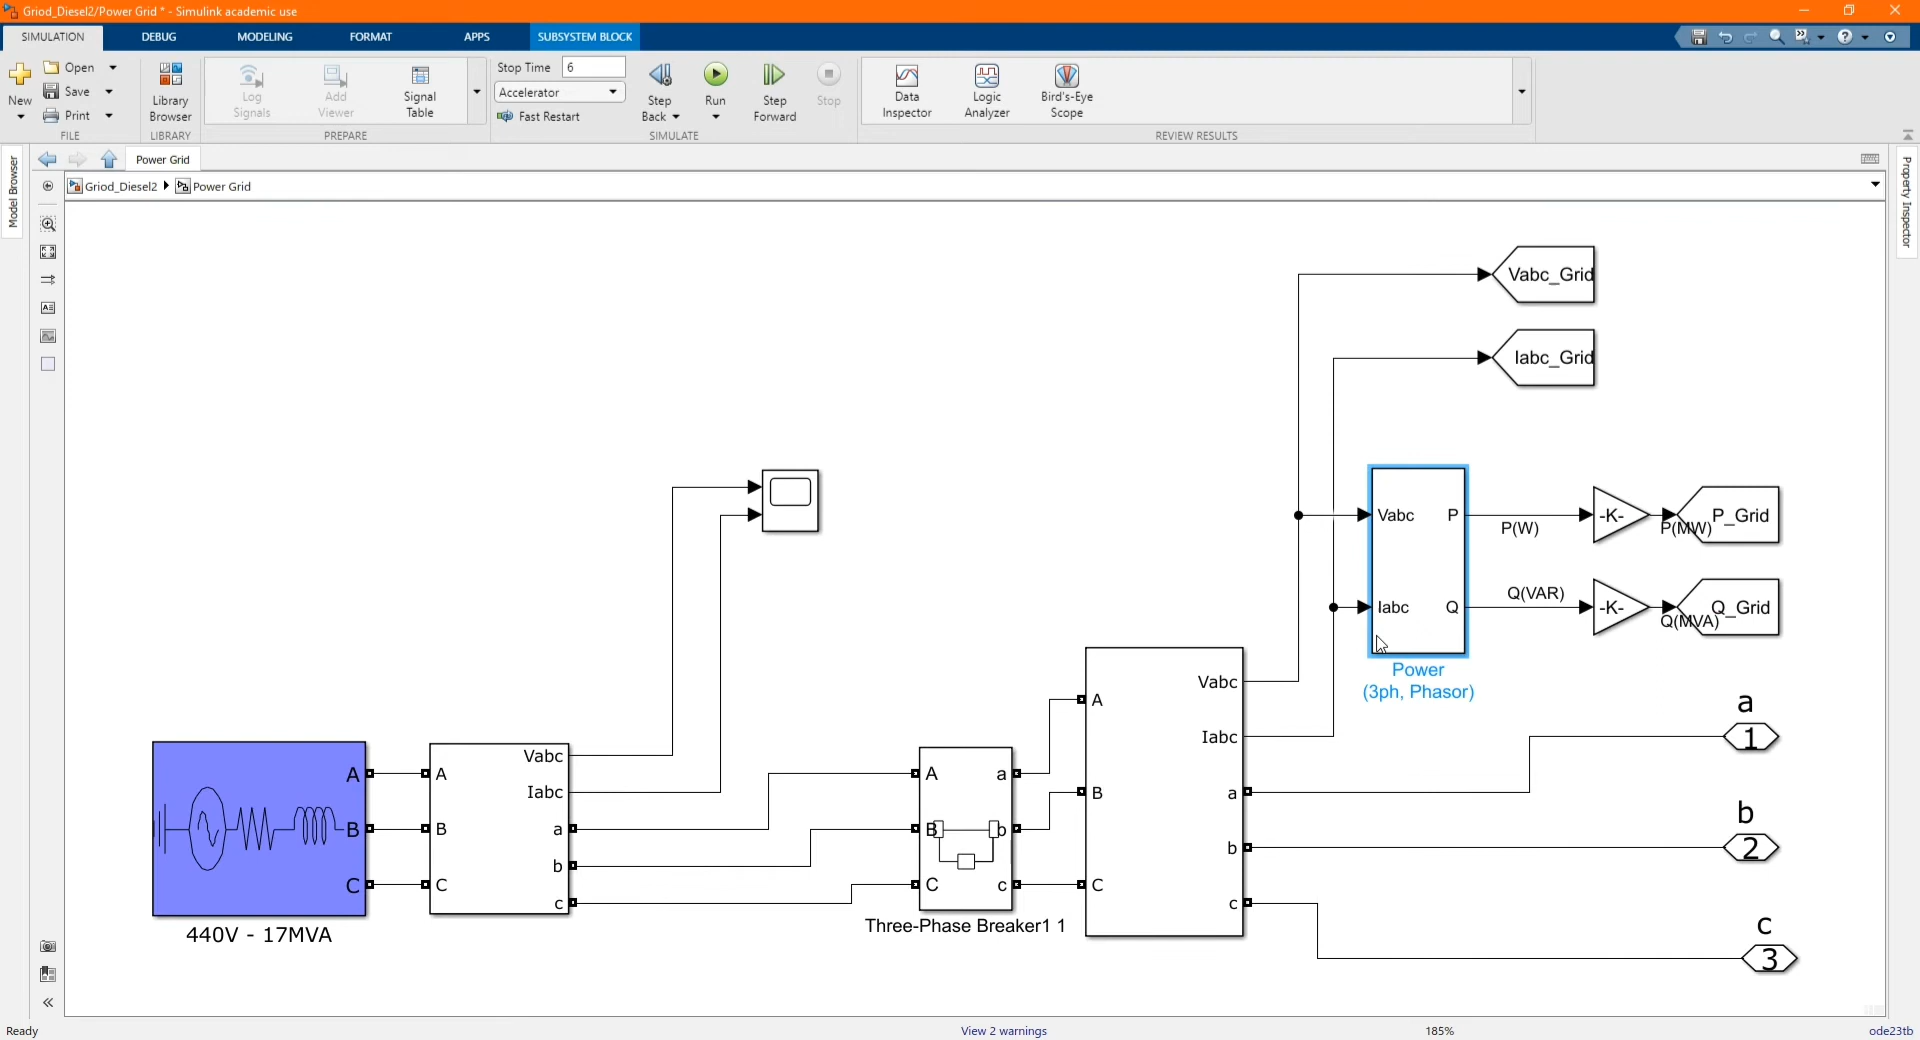 Griod_Diesel2/Power Grid * - Simulink academic use
SIMULATION DEBUG MODELING FORMAT APPS SUBSYSTEM BLOCK
New
Open
Save
Print
FILE
Library
Browser
LIBRARY
Log
Signals
Add
Viewer
Signal
Table
PREPARE
Stop Time 6
Accelerator
Fast Restart
Step
Back
Run
Step
Forward
Stop
SIMULATE
Data
Inspector
Logic
Analyzer
Bird's-Eye
Scope
REVIEW RESULTS
Model Browser
Property Inspector
Power Grid
Griod_Diesel2 Power Grid
Vabc_Grid
Iabc_Grid
Vabc P
Iabc Q
Power
(3ph, Phasor)
P(W)
-K-
P(MW)
P_Grid
Q(VAR)
-K-
Q(MVA)
Q_Grid
A
B
C
440V - 17MVA
A
B
C
Vabc
Iabc
a
b
c
A a
B b
C c
Three-Phase Breaker1 1
A
B
C
Vabc
Iabc
a
b
c
a
1
b
2
c
3
Ready View 2 warnings 185% ode23tb